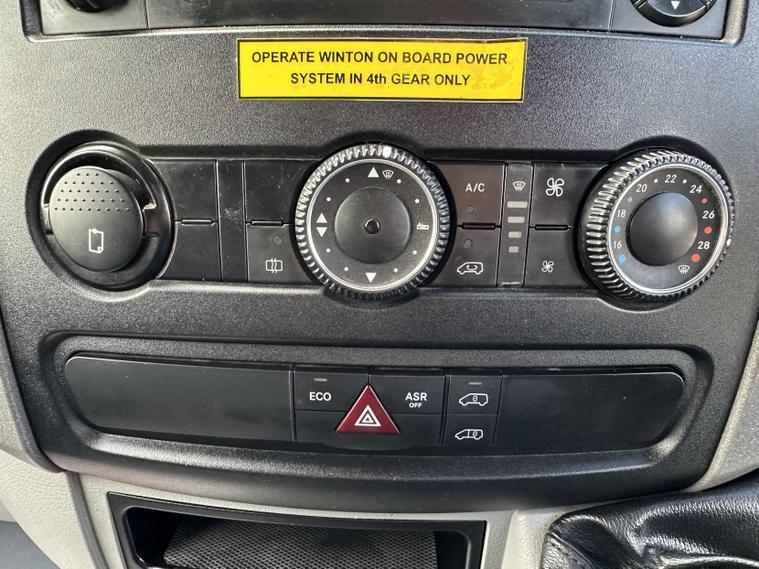 OPERATE WINTON ON BOARD POWER
SYSTEM IN 4th GEAR ONLY
A/C
20 22 24
18 26
16 28
ECO
ASR
OFF